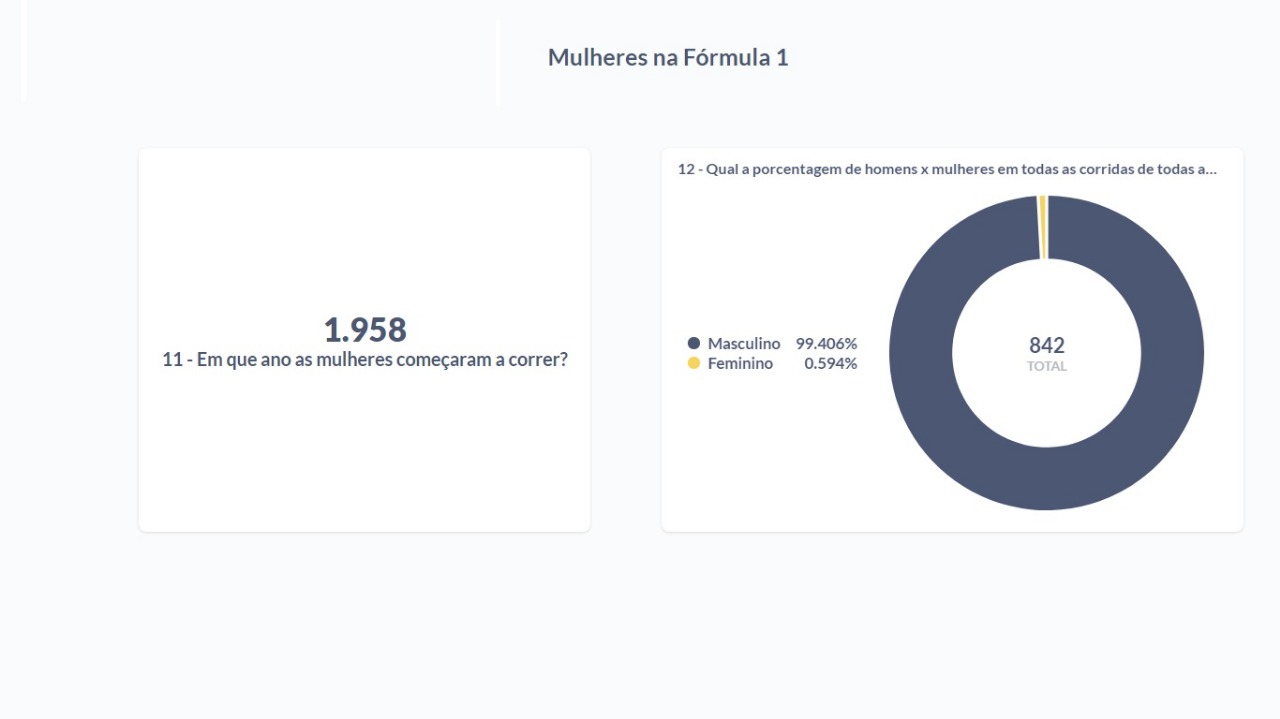 Mulheres na Fórmula 1
1.958
11 - Em que ano as mulheres começaram a correr?
12 - Qual a porcentagem de homens x mulheres em todas as corridas de todas a...
Masculino 99.406%
Feminino 0.594%
842
TOTAL